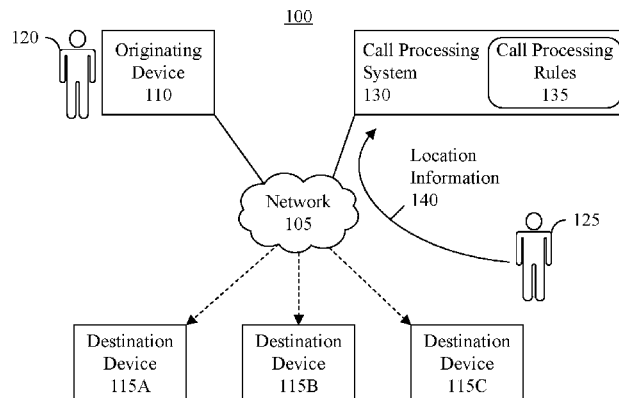 100
120
Originating
Device
110
Call Processing
System
130
Call Processing
Rules
135
Location
Information
140
Network
105
125
Destination
Device
115A
Destination
Device
115B
Destination
Device
115C